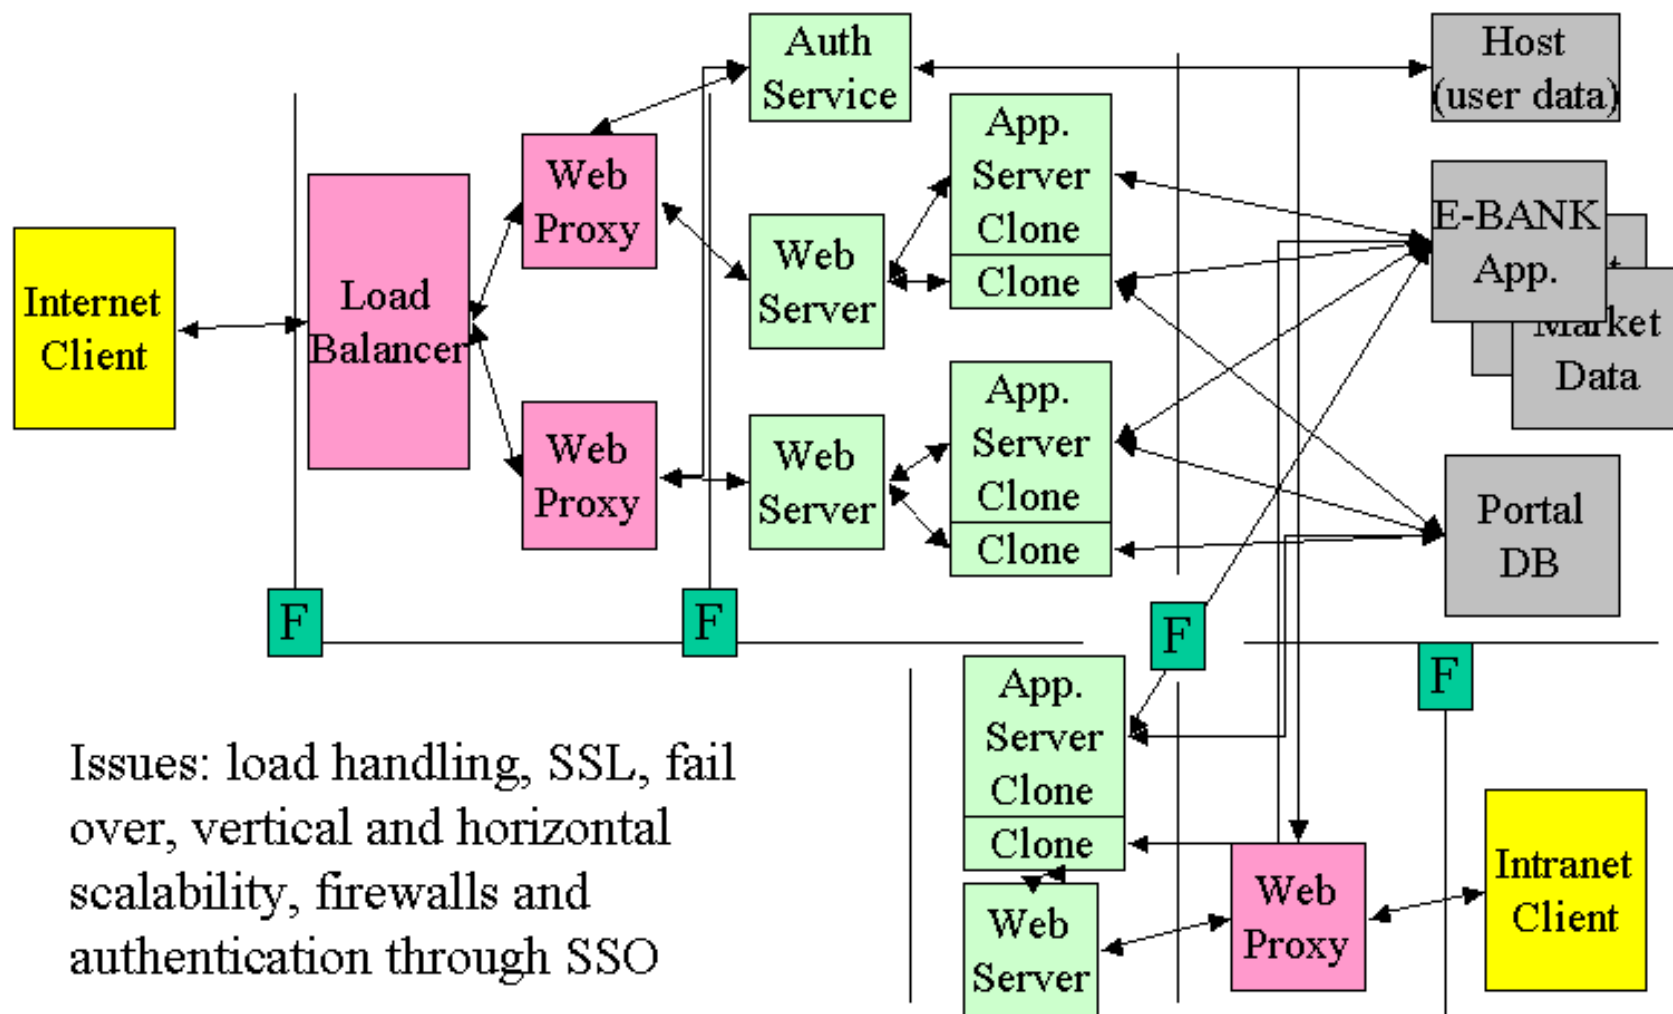 Auth
Service
Host
(user data)
Web
Proxy
App.
Server
Clone
Clone
E-BANK
App.
Market
Data
Internet
Client
Load
Balancer
Web
Server
Web
Proxy
Web
Server
App.
Server
Clone
Clone
Portal
DB
F
F
F
F
App.
Server
Clone
Clone
Web
Server
Web
Proxy
Intranet
Client
Issues: load handling, SSL, fail
over, vertical and horizontal
scalability, firewalls and
authentication through SSO